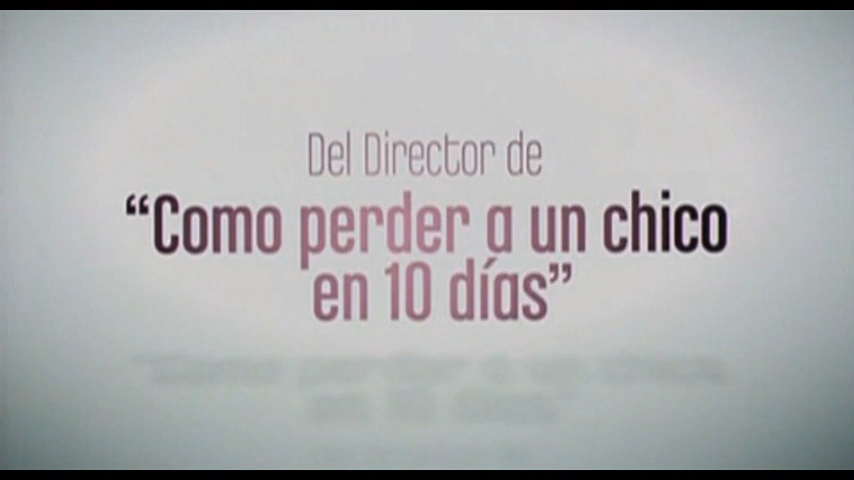 Del Director de
“Como perder a un chico
en 10 días”